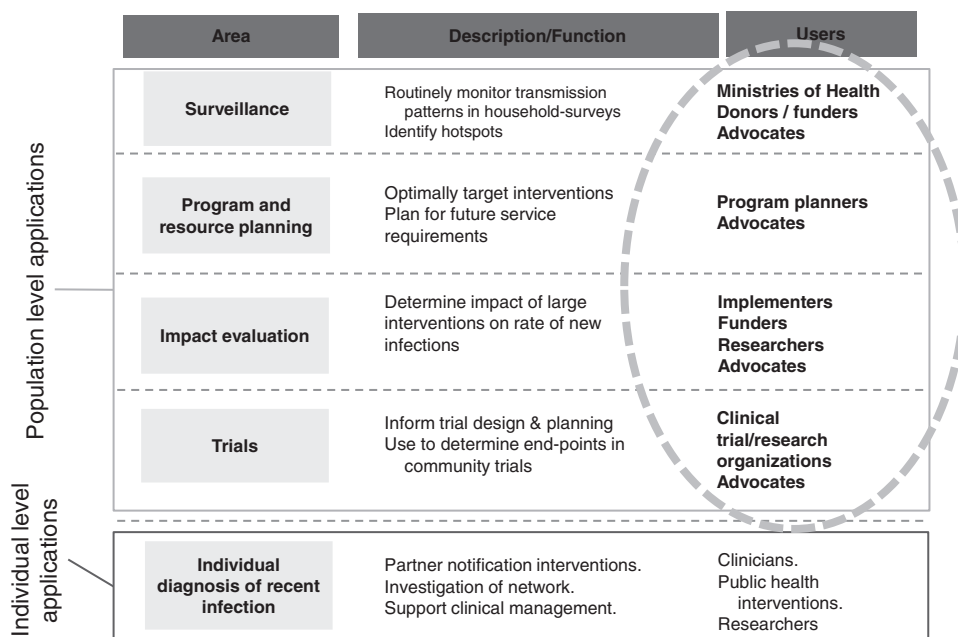 Area
Description/Function
Users
Population level applications
Surveillance
Routinely monitor transmission
patterns in household-surveys
Identify hotspots
Ministries of Health
Donors / funders
Advocates
Program and
resource planning
Optimally target interventions
Plan for future service
requirements
Program planners
Advocates
Impact evaluation
Determine impact of large
interventions on rate of new
infections
Implementers
Funders
Researchers
Advocates
Trials
Inform trial design & planning
Use to determine end-points in
community trials
Clinical
trial/research
organizations
Advocates
Individual level
applications
Individual
diagnosis of recent
infection
Partner notification interventions.
Investigation of network.
Support clinical management.
Clinicians.
Public health
interventions.
Researchers